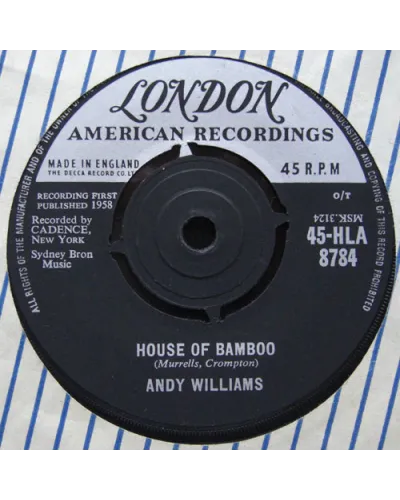 LONDON
AMERICAN RECORDINGS
MADE IN ENGLAND
THE DECCA RECORD CO. LTD
45 R.P.M
RECORDING FIRST
PUBLISHED 1958
Recorded by
CADENCE,
New York
Sydney Bron
Music
O/T
MSK.3124
45-HLA
8784
HOUSE OF BAMBOO
(Murrells, Crompton)
ANDY WILLIAMS
ALL RIGHTS OF THE MANUFACTURER AND OF THE OWNER OF
BROADCASTING AND COPYING OF THIS RECORD PROHIBITED